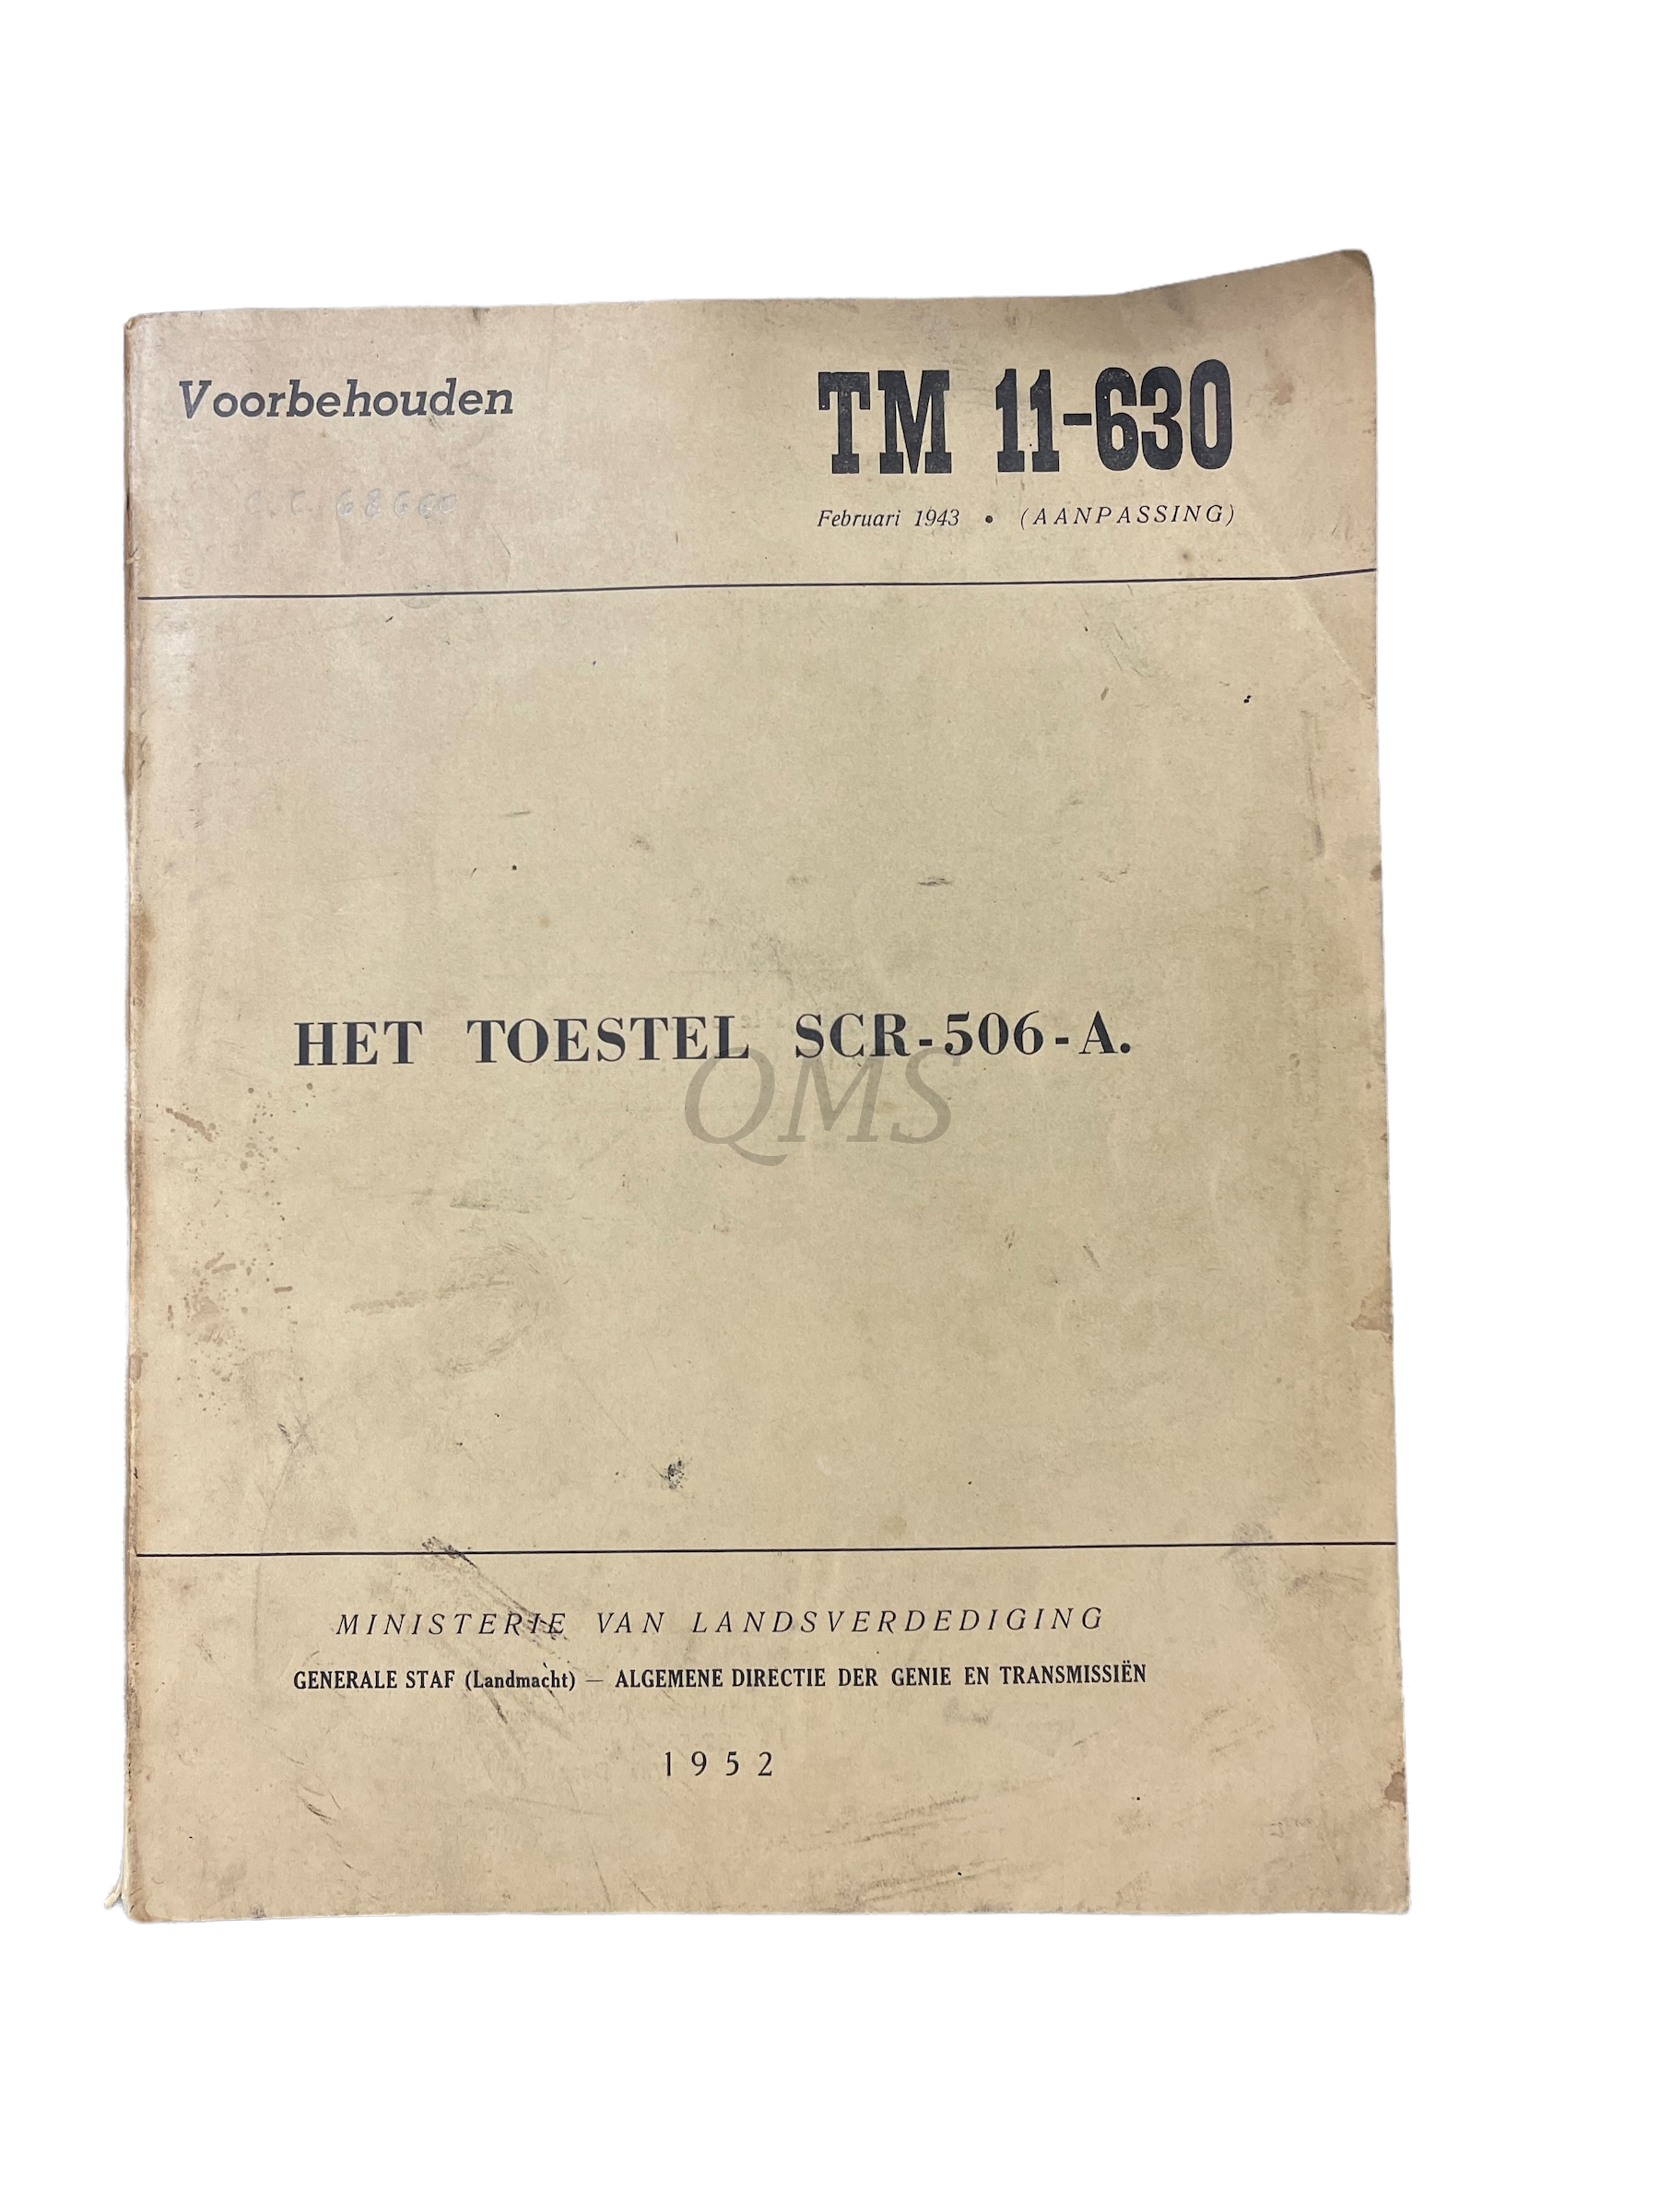 Voorbehouden
TM 11-630
C.C. 68660
Februari 1943 • (AANPASSING)
HET TOESTEL SCR-506-A.
QMS
MINISTERIE VAN LANDSVERDEDIGING
GENERALE STAF (Landmacht) — ALGEMENE DIRECTIE DER GENIE EN TRANSMISSIËN
1952